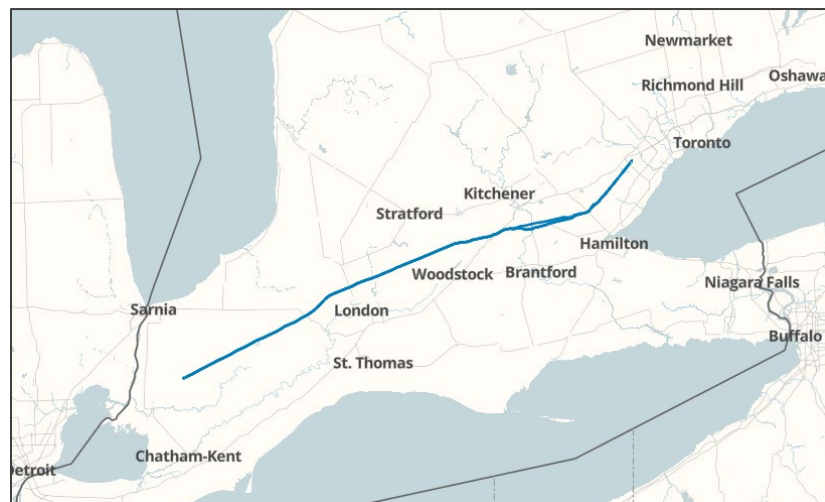 Newmarket
Oshawa
Richmond Hill
Toronto
Kitchener
Stratford
Hamilton
Woodstock
Brantford
Niagara Falls
Sarnia
London
Buffalo
St. Thomas
Chatham-Kent
Detroit